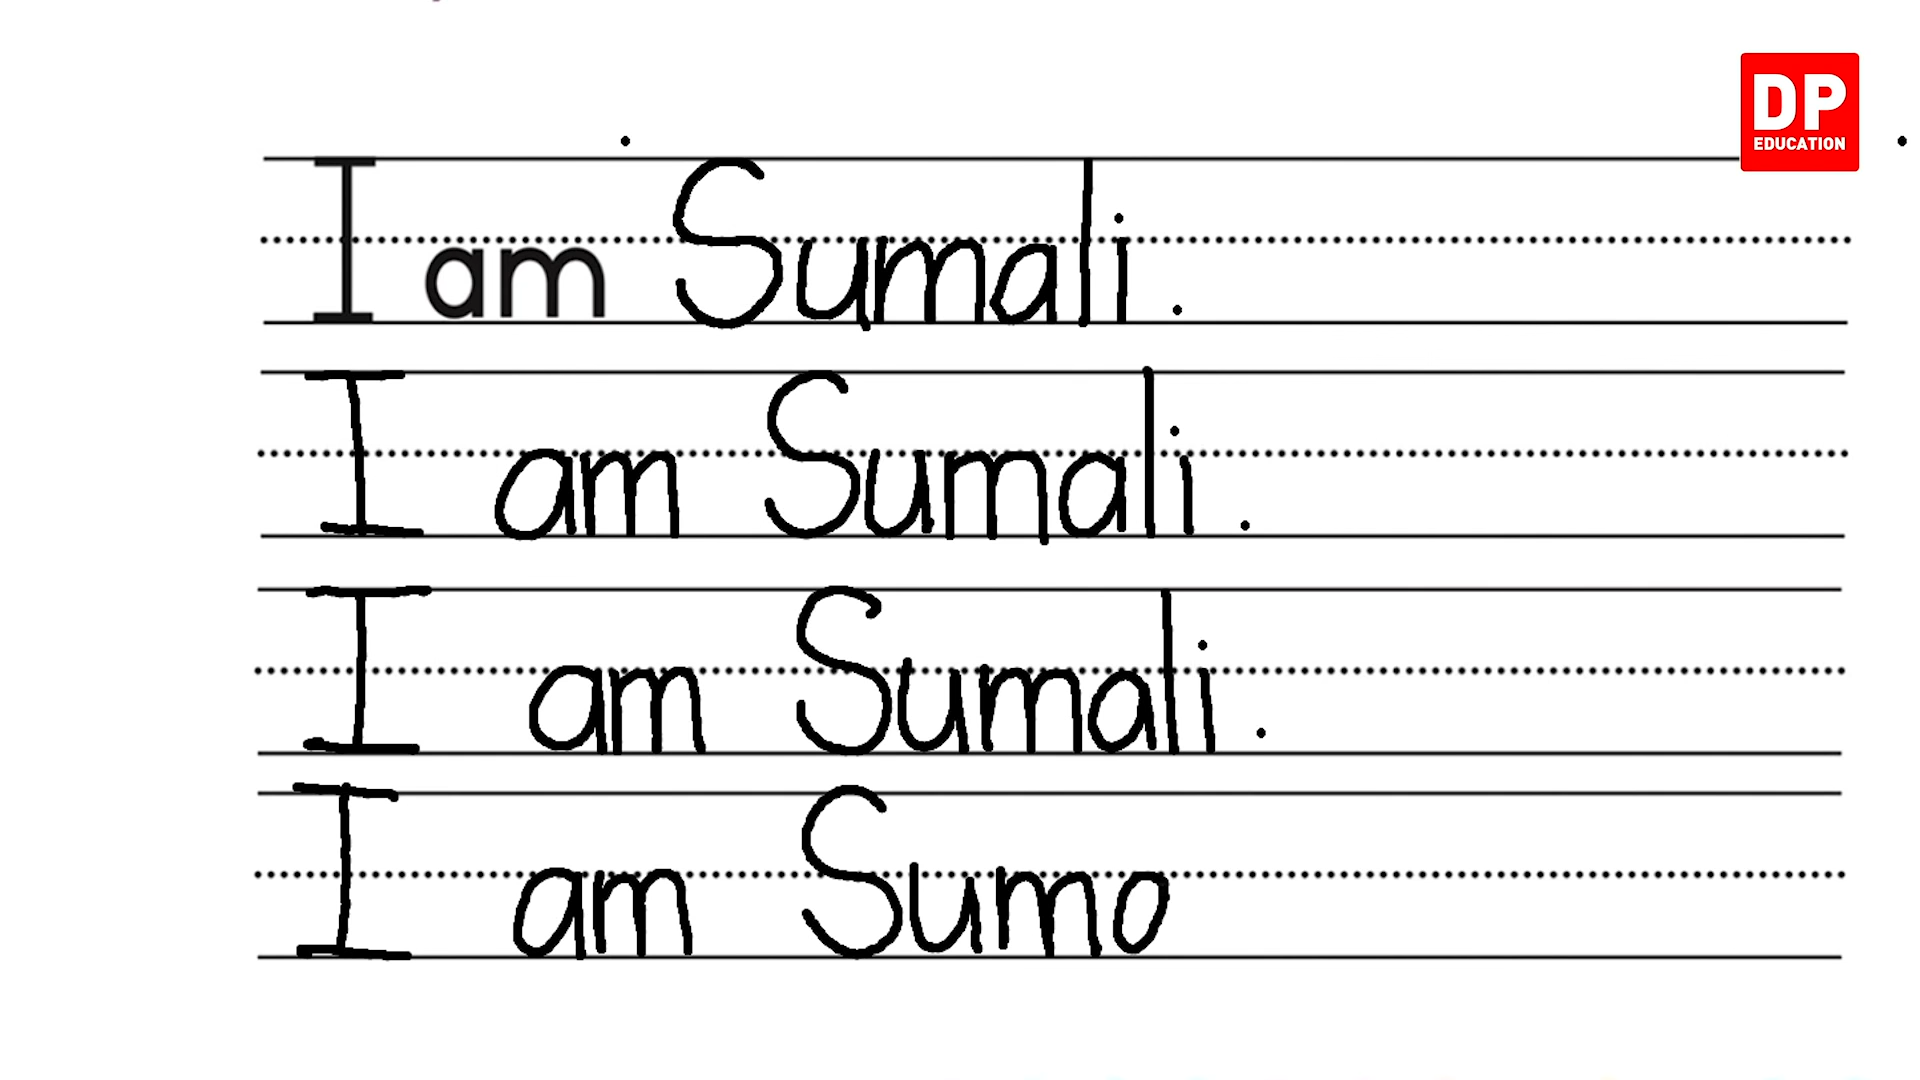 DP
EDUCATION
I am Sumali.
I am Sumali.
I am Sumali.
I am Sumo